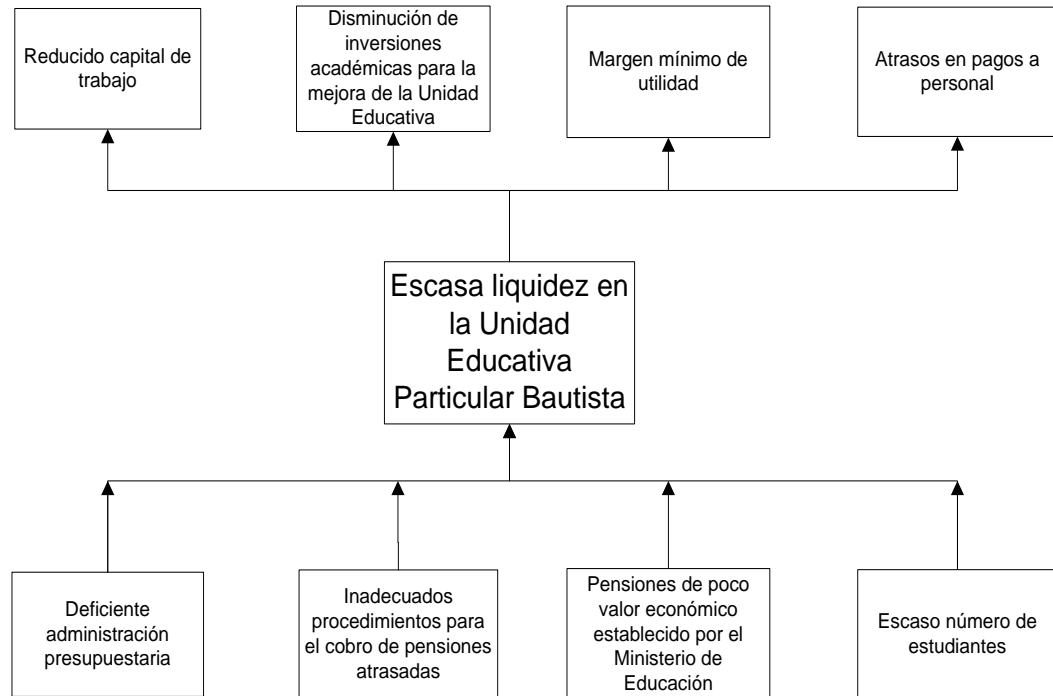 Reducido capital de
trabajo
Disminución de
inversiones
académicas para la
mejora de la Unidad
Educativa
Margen mínimo de
utilidad
Atrasos en pagos a
personal
Escasa liquidez en
la Unidad
Educativa
Particular Bautista
Deficiente
administración
presupuestaria
Inadecuados
procedimientos para
el cobro de pensiones
atrasadas
Pensiones de poco
valor económico
establecido por el
Ministerio de
Educación
Escaso número de
estudiantes